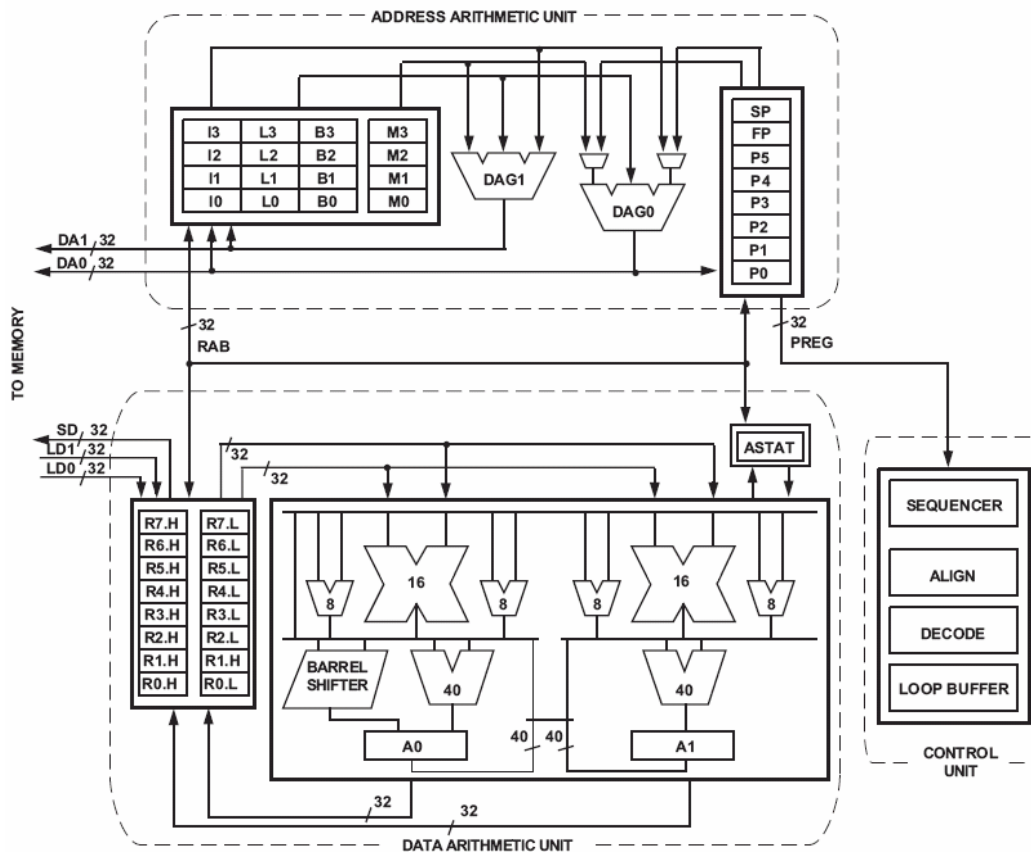 ADDRESS ARITHMETIC UNIT
I3 L3 B3 M3
I2 L2 B2 M2
I1 L1 B1 M1
I0 L0 B0 M0
DAG1
DAG0
SP
FP
P5
P4
P3
P2
P1
P0
DA1 32
DA0 32
TO MEMORY
32
RAB
32
PREG
SD 32
LD1 32
LD0 32
32
32
ASTAT
R7.H R7.L
R6.H R6.L
R5.H R5.L
R4.H R4.L
R3.H R3.L
R2.H R2.L
R1.H R1.H
R0.H R0.L
16
8
8
8
16
8
BARREL
SHIFTER
40
40
A0
40
40
A1
32
32
DATA ARITHMETIC UNIT
SEQUENCER
ALIGN
DECODE
LOOP BUFFER
CONTROL
UNIT